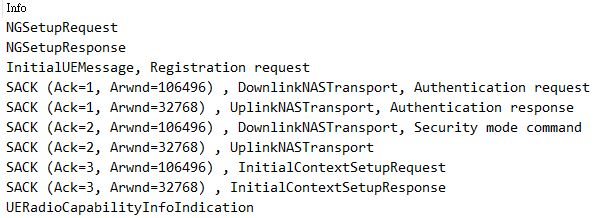 Info
NGSetupRequest
NGSetupResponse
InitialUEMessage, Registration request
SACK (Ack=1, Arwnd=106496) , DownlinkNASTransport, Authentication request
SACK (Ack=1, Arwnd=32768) , UplinkNASTransport, Authentication response
SACK (Ack=2, Arwnd=106496) , DownlinkNASTransport, Security mode command
SACK (Ack=2, Arwnd=32768) , UplinkNASTransport
SACK (Ack=3, Arwnd=106496) , InitialContextSetupRequest
SACK (Ack=3, Arwnd=32768) , InitialContextSetupResponse
UERadioCapabilityInfoIndication